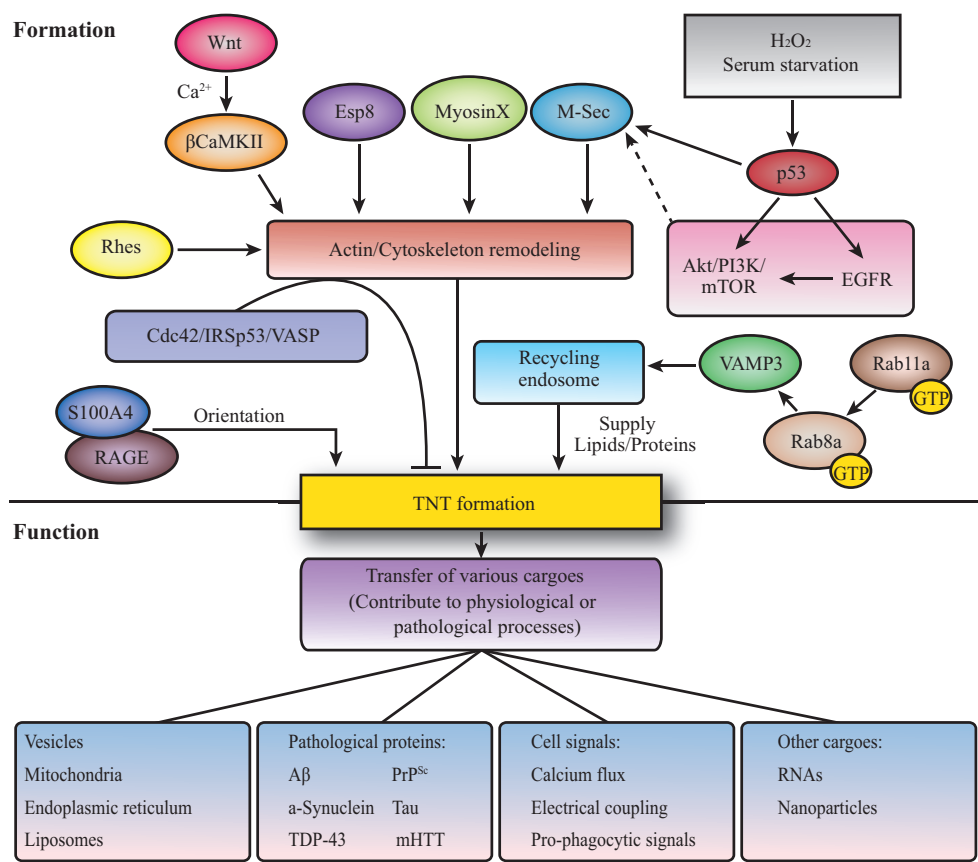 Formation
Wnt
Ca²⁺
βCaMKII
Esp8
MyosinX
M-Sec
H₂O₂
Serum starvation
p53
Rhes
Actin/Cytoskeleton remodeling
Akt/PI3K/
mTOR
EGFR
Cdc42/IRSp53/VASP
Recycling
endosome
VAMP3
Rab11a
GTP
Rab8a
GTP
S100A4
RAGE
Orientation
Supply
Lipids/Proteins
TNT formation
Function
Transfer of various cargoes
(Contribute to physiological or
pathological processes)
Vesicles
Mitochondria
Endoplasmic reticulum
Liposomes
Pathological proteins:
Aβ PrP^Sc
a-Synuclein Tau
TDP-43 mHTT
Cell signals:
Calcium flux
Electrical coupling
Pro-phagocytic signals
Other cargoes:
RNAs
Nanoparticles